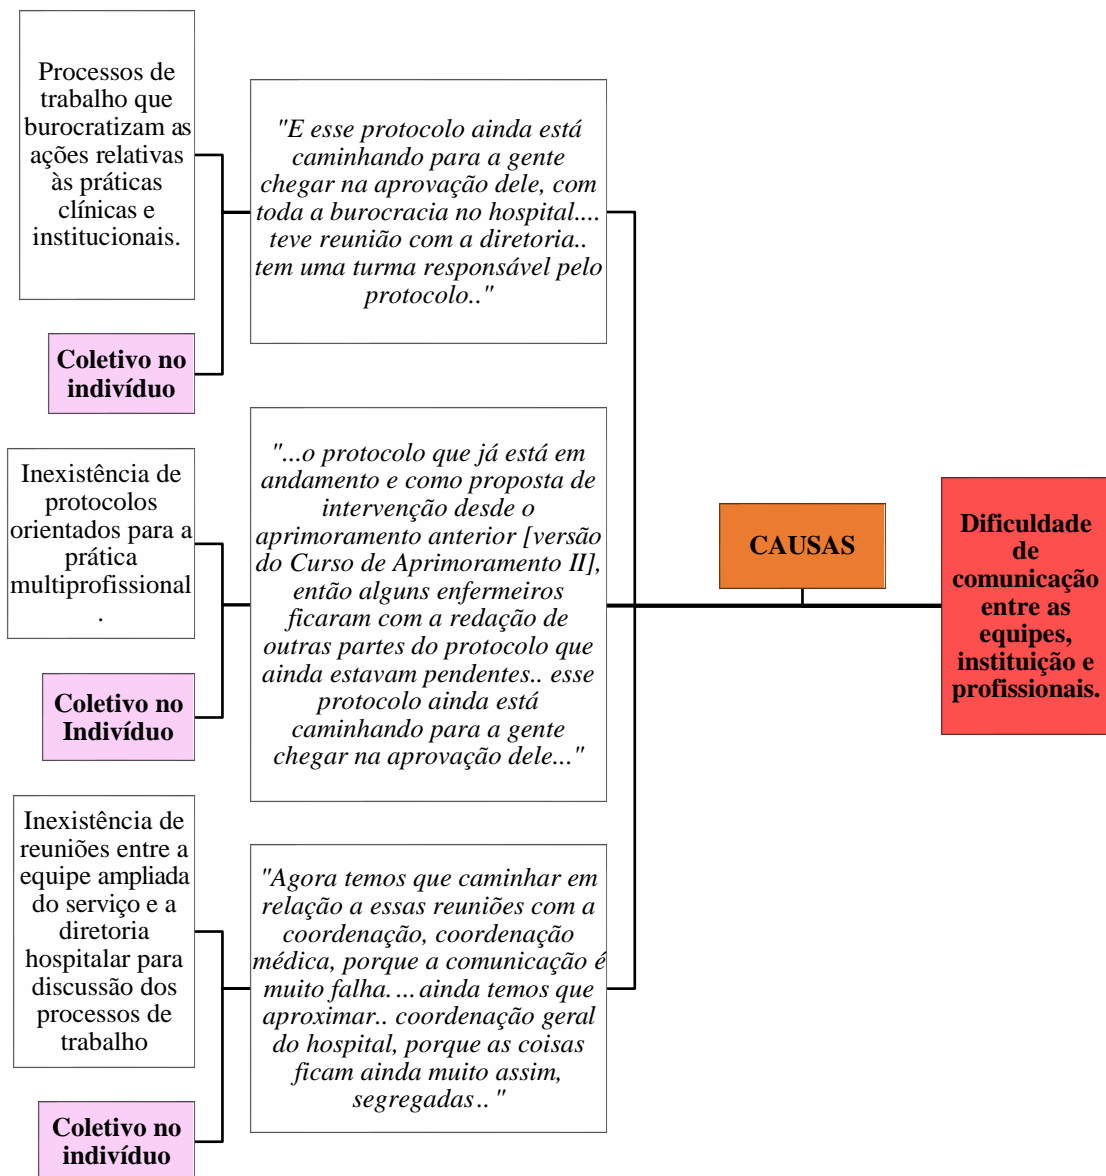 Processos de
trabalho que
burocratizam as
ações relativas
às práticas
clínicas e
institucionais.
Coletivo no
indivíduo
"E esse protocolo ainda está
caminhando para a gente
chegar na aprovação dele, com
toda a burocracia no hospital....
teve reunião com a diretoria..
tem uma turma responsável pelo
protocolo.."
Inexistência de
protocolos
orientados para a
prática
multiprofissional
.
Coletivo no
Indivíduo
"...o protocolo que já está em
andamento e como proposta de
intervenção desde o
aprimoramento anterior [versão
do Curso de Aprimoramento II],
então alguns enfermeiros
ficaram com a redação de
outras partes do protocolo que
ainda estavam pendentes.. esse
protocolo ainda está
caminhando para a gente
chegar na aprovação dele..."
Inexistência de
reuniões entre a
equipe ampliada
do serviço e a
diretoria
hospitalar para
discussão dos
processos de
trabalho
Coletivo no
indivíduo
"Agora temos que caminhar em
relação a essas reuniões com a
coordenação, coordenação
médica, porque a comunicação é
muito falha. ... ainda temos que
aproximar.. coordenação geral
do hospital, porque as coisas
ficam ainda muito assim,
segregadas.. "
CAUSAS
Dificuldade
de
comunicação
entre as
equipes,
instituição e
profissionais.